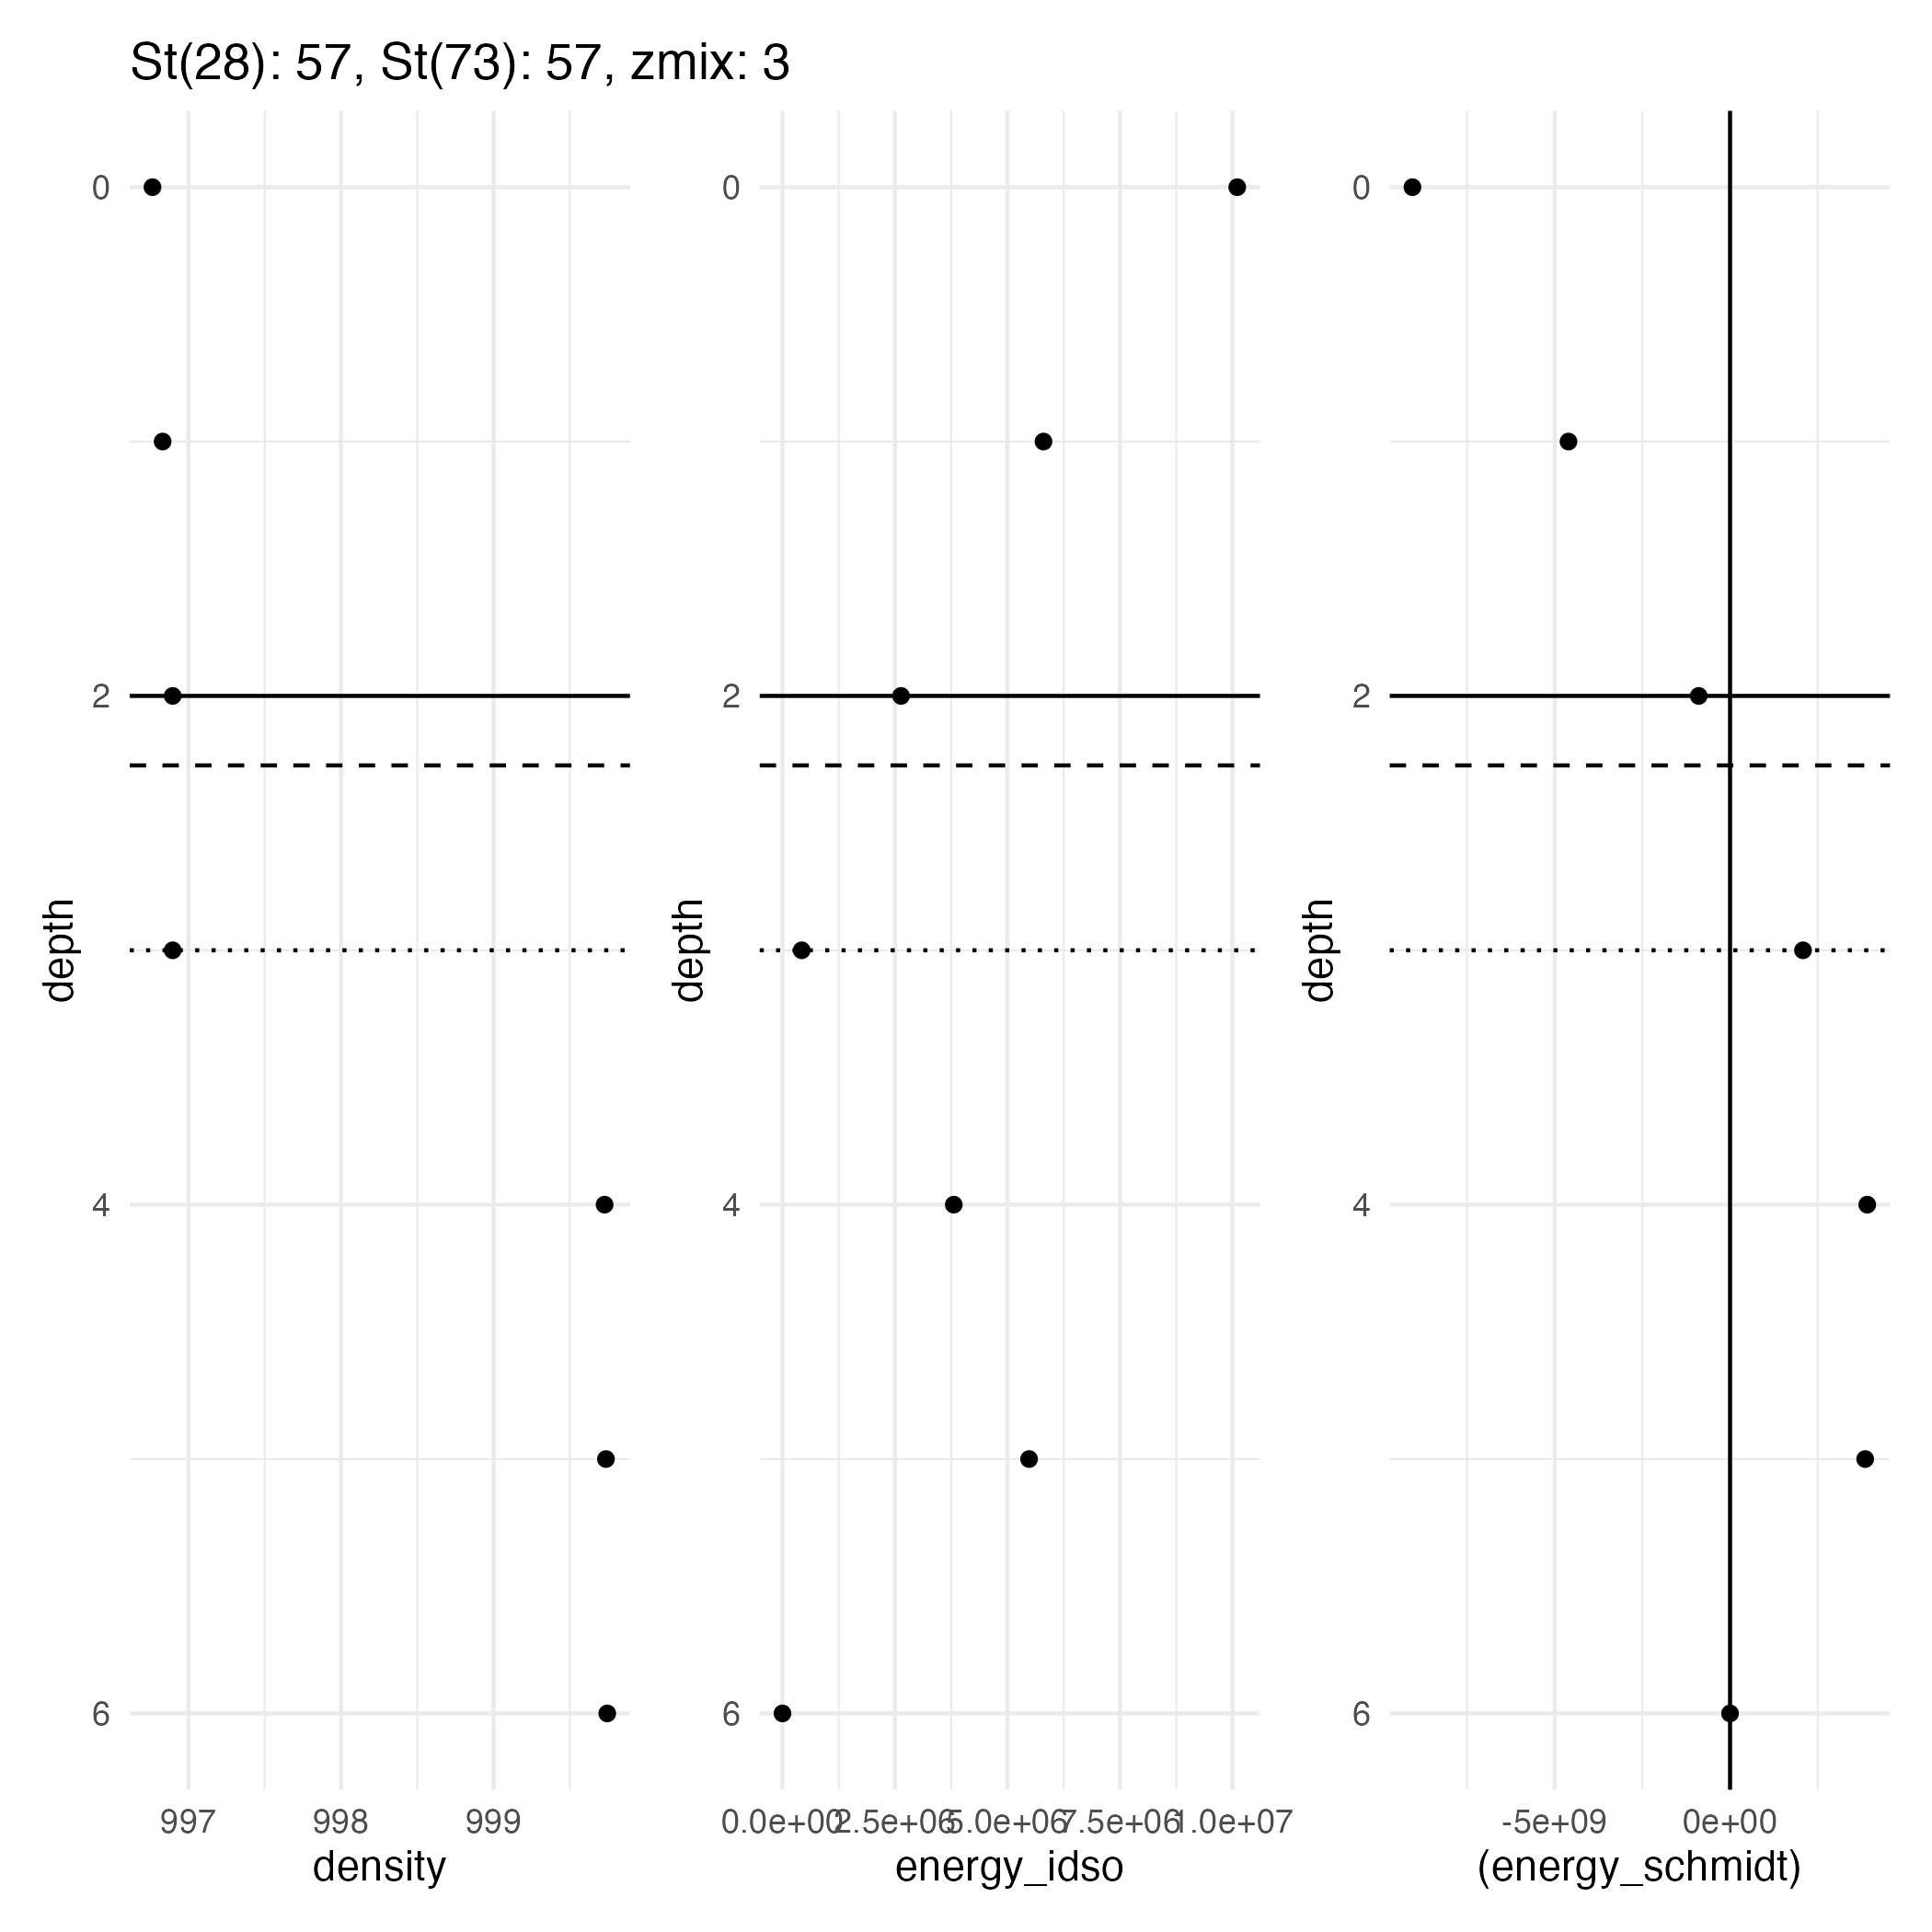 St(28): 57, St(73): 57, zmix: 3
0
2
4
6
depth
997 998 999
density
0
2
4
6
depth
0.0e+00 2.5e+06 5.0e+06 7.5e+06 1.0e+07
energy_idso
0
2
4
6
depth
-5e+09 0e+00
(energy_schmidt)